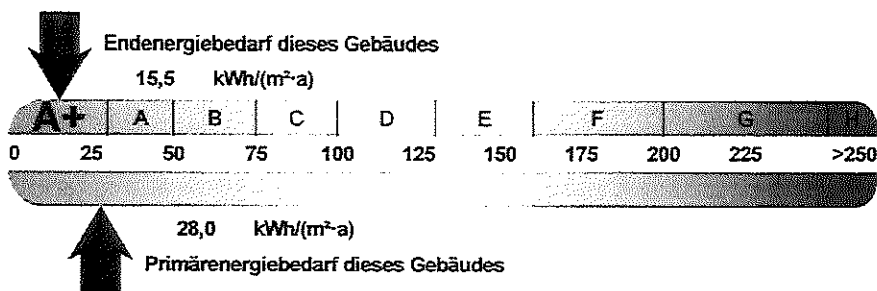 Endenergiebedarf dieses Gebäudes
15,5 kWh/(m²·a)
A+ A B C D E F G H
0 25 50 75 100 125 150 175 200 225 >250
28,0 kWh/(m²·a)
Primärenergiebedarf dieses Gebäudes